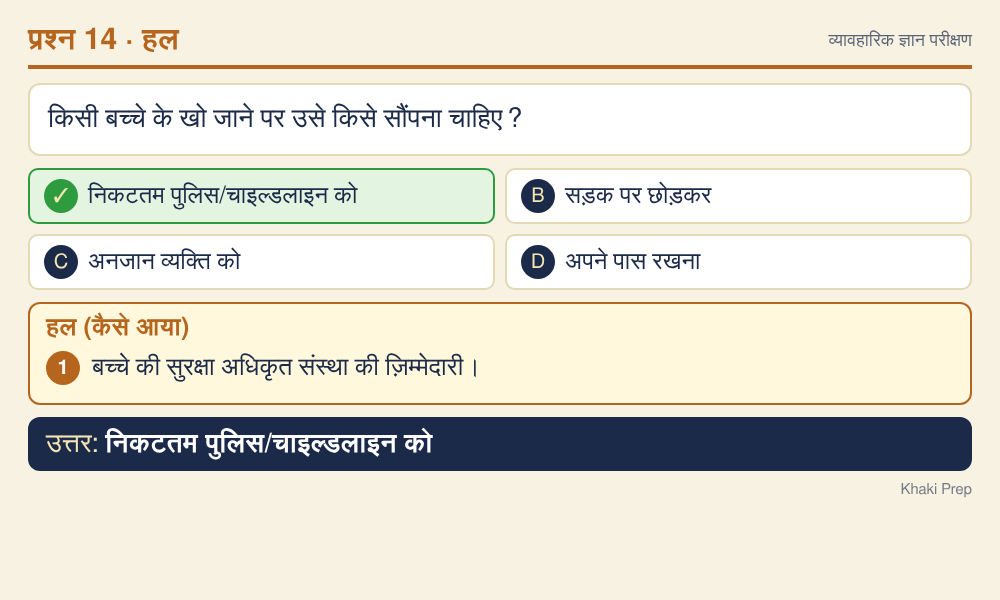 प्रश्न 14 · हल
व्यावहारिक ज्ञान परीक्षण
किसी बच्चे के खो जाने पर उसे किसे सौंपना चाहिए ?
✓ निकटतम पुलिस/चाइल्डलाइन को
B सड़क पर छोड़कर
C अनजान व्यक्ति को
D अपने पास रखना
हल (कैसे आया)
1 बच्चे की सुरक्षा अधिकृत संस्था की ज़िम्मेदारी।
उत्तर: निकटतम पुलिस/चाइल्डलाइन को
Khaki Prep